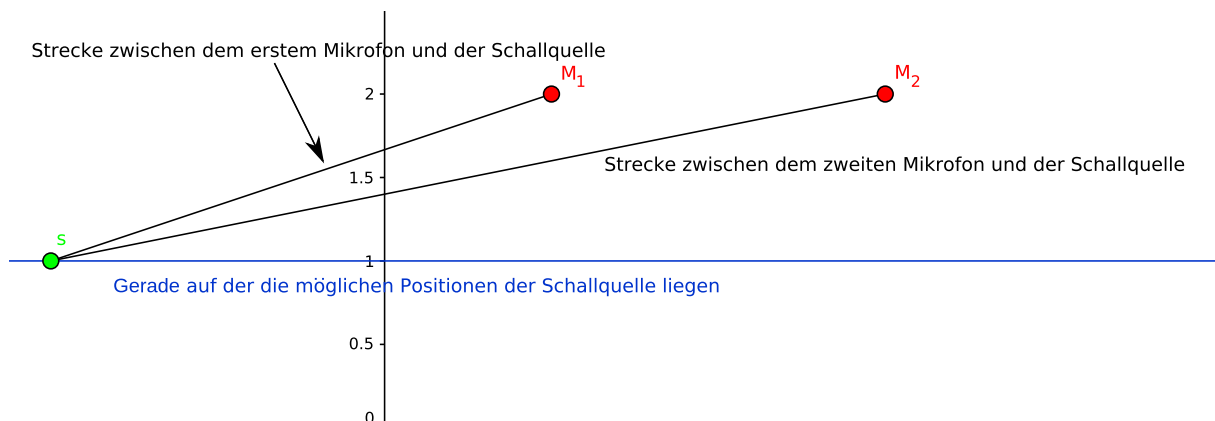 Strecke zwischen dem erstem Mikrofon und der Schallquelle
M1
M2
2
Strecke zwischen dem zweiten Mikrofon und der Schallquelle
1.5
s
1
Gerade auf der die möglichen Positionen der Schallquelle liegen
0.5
0